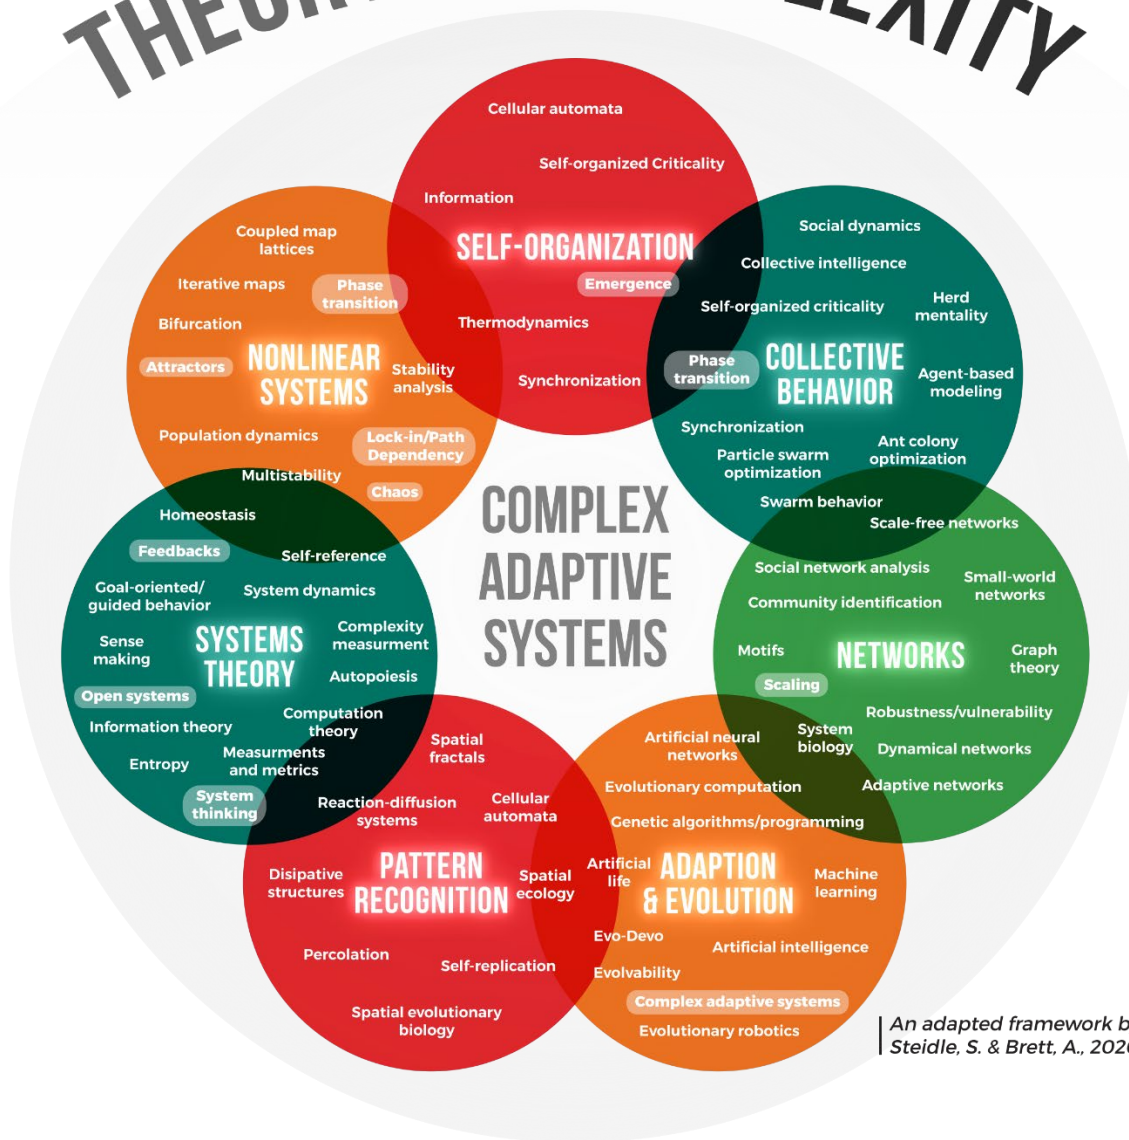 Cellular automata
Self-organized Criticality
Information
SELF-ORGANIZATION
Emergence
Thermodynamics
Synchronization
Coupled map
lattices
Iterative maps
Phase
transition
Bifurcation
Attractors
NONLINEAR
SYSTEMS
Stability
analysis
Population dynamics
Lock-in/Path
Dependency
Multistability
Chaos
Social dynamics
Collective intelligence
Self-organized criticality
Herd
mentality
Phase
transition
COLLECTIVE
BEHAVIOR
Agent-based
modeling
Synchronization
Particle swarm
optimization
Ant colony
optimization
Swarm behavior
COMPLEX
ADAPTIVE
SYSTEMS
Homeostasis
Feedbacks
Self-reference
Goal-oriented/
guided behavior
System dynamics
Sense
making
SYSTEMS
THEORY
Complexity
measurment
Autopoiesis
Open systems
Information theory
Computation
theory
Entropy
Measurments
and metrics
System
thinking
Scale-free networks
Social network analysis
Small-world
networks
Community identification
Motifs
NETWORKS
Graph
theory
Scaling
Robustness/vulnerability
System
biology
Dynamical networks
Adaptive networks
Spatial
fractals
Reaction-diffusion
systems
Cellular
automata
Disipative
structures
PATTERN
RECOGNITION
Spatial
ecology
Percolation
Self-replication
Spatial evolutionary
biology
Artificial neural
networks
Evolutionary computation
Genetic algorithms/programming
Artificial
life
ADAPTION
& EVOLUTION
Machine
learning
Evo-Devo
Artificial intelligence
Evolvability
Complex adaptive systems
Evolutionary robotics
An adapted framework
Steidle, S. & Brett, A.,